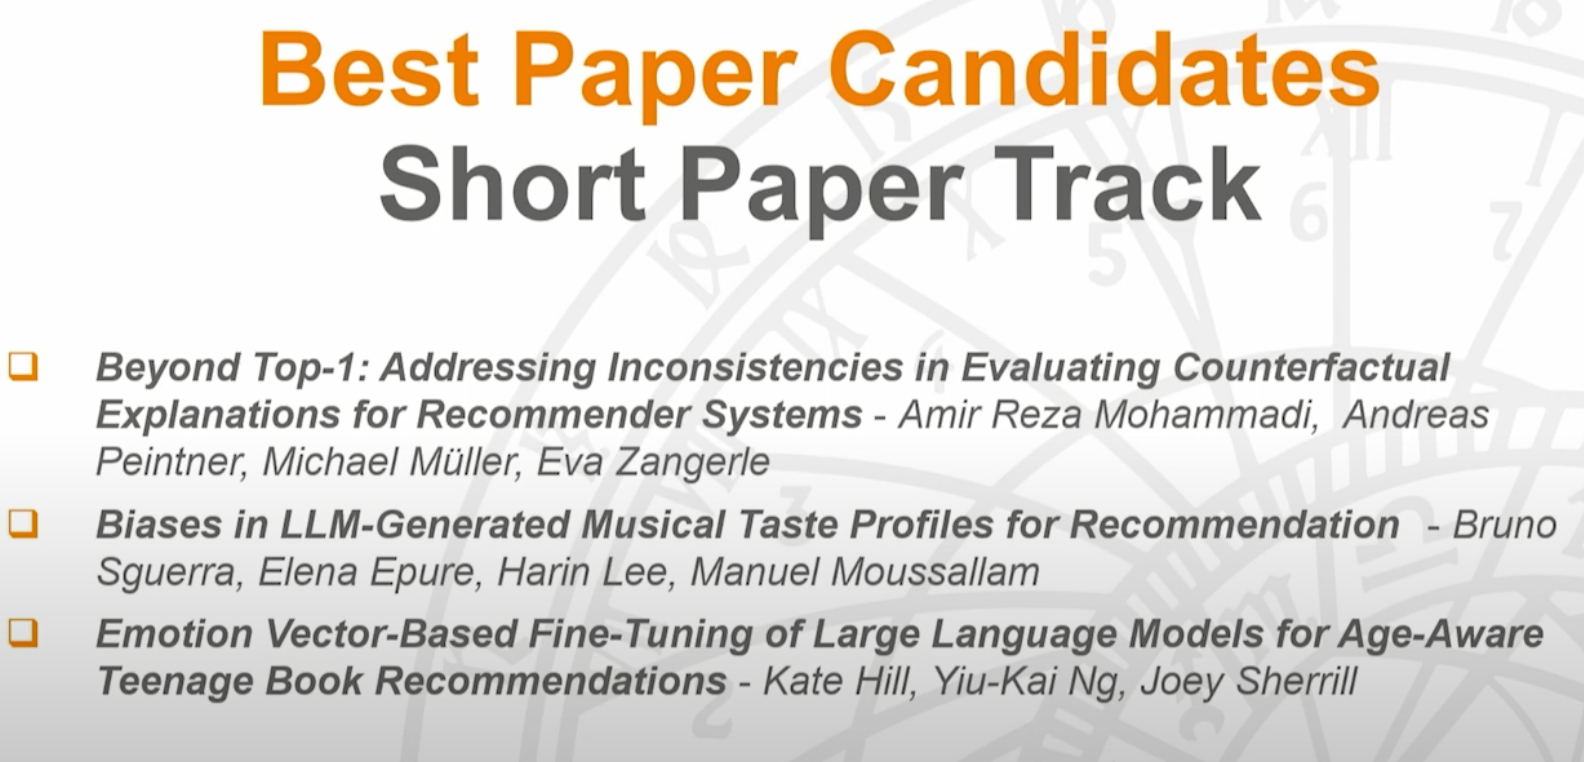 Best Paper Candidates
Short Paper Track
Beyond Top-1: Addressing Inconsistencies in Evaluating Counterfactual
Explanations for Recommender Systems - Amir Reza Mohammadi, Andreas
Peintner, Michael Müller, Eva Zangerle
Biases in LLM-Generated Musical Taste Profiles for Recommendation - Bruno
Sguerra, Elena Epure, Harin Lee, Manuel Moussallam
Emotion Vector-Based Fine-Tuning of Large Language Models for Age-Aware
Teenage Book Recommendations - Kate Hill, Yiu-Kai Ng, Joey Sherrill